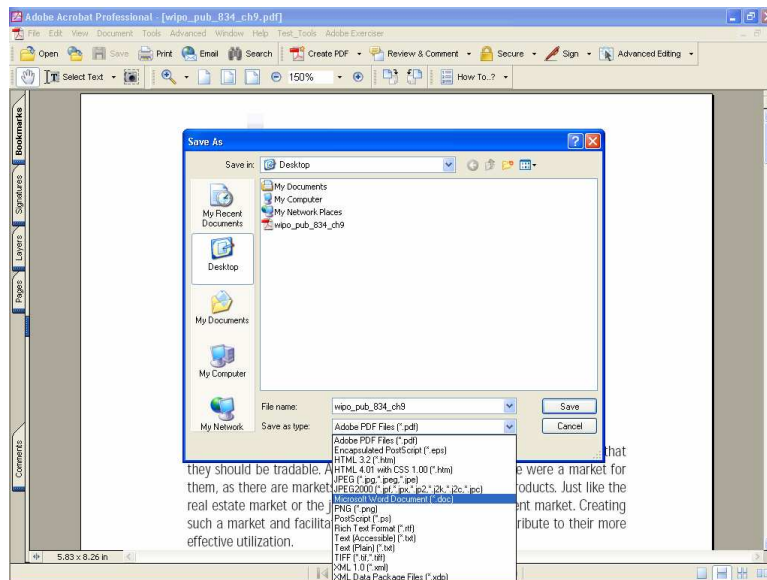 Adobe Acrobat Professional - [wipo_pub_834_ch9.pdf]
File Edit View Document Tools Advanced Window Help Test_Tools Adobe Exerciser
Open Save Print Email Search Create PDF Review & Comment Secure Sign Advanced Editing
Select Text 150% How To..?
Bookmarks
Signatures
Layers
Pages
Comments
Save As
Save in: Desktop
My Recent Documents
Desktop
My Documents
My Computer
My Network
My Documents
My Computer
My Network Places
wipo_pub_834_ch9
File name: wipo_pub_834_ch9 Save
Save as type: Adobe PDF Files (*.pdf) Cancel
Adobe PDF Files (*.pdf)
Encapsulated PostScript (*.eps)
HTML 3.2 (*.htm)
HTML 4.01 with CSS 1.00 (*.htm)
JPEG (*.jpg,*.jpeg,*.jpe)
JPEG2000 (*.jpf,*.jpx,*.jp2,*.j2k,*.j2c,*.jpc)
Microsoft Word Document (*.doc)
PNG (*.png)
PostScript (*.ps)
Rich Text Format (*.rtf)
Text (Accessible) (*.txt)
Text (Plain) (*.txt)
TIFF (*.tif,*.tiff)
XML 1.0 (*.xml)
XML Data Package Files (*.xdp)
that
they should be tradable. A e were a market for
them, as there are markets roducts. Just like the
real estate market or the j ent market. Creating
such a market and facilita ribute to their more
effective utilization.
5.83 x 8.26 in